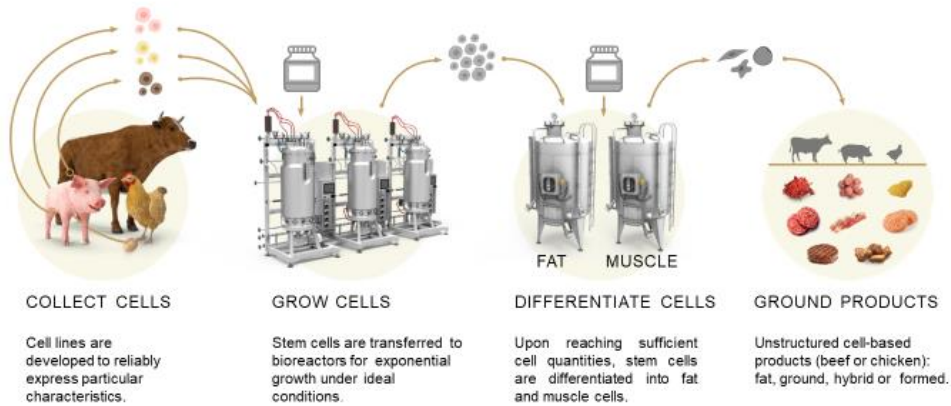 FAT MUSCLE
COLLECT CELLS
Cell lines are
developed to reliably
express particular
characteristics.
GROW CELLS
Stem cells are transferred to
bioreactors for exponential
growth under ideal
conditions.
DIFFERENTIATE CELLS
Upon reaching sufficient
cell quantities, stem cells
are differentiated into fat
and muscle cells.
GROUND PRODUCTS
Unstructured cell-based
products (beef or chicken):
fat, ground, hybrid or formed.